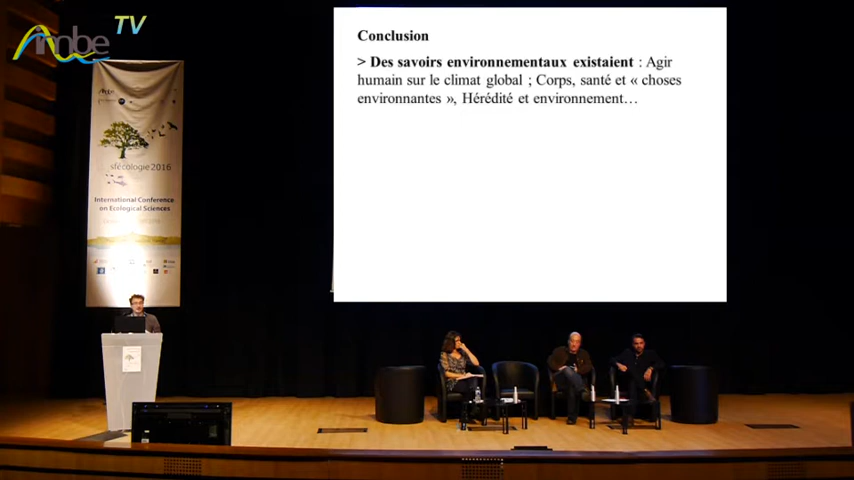 imbe
TV
Conclusion
> Des savoirs environnementaux existaient : Agir
humain sur le climat global ; Corps, santé et « choses
environnantes », Hérédité et environnement…
sfécologie2016
International Conference
on Ecological Sciences